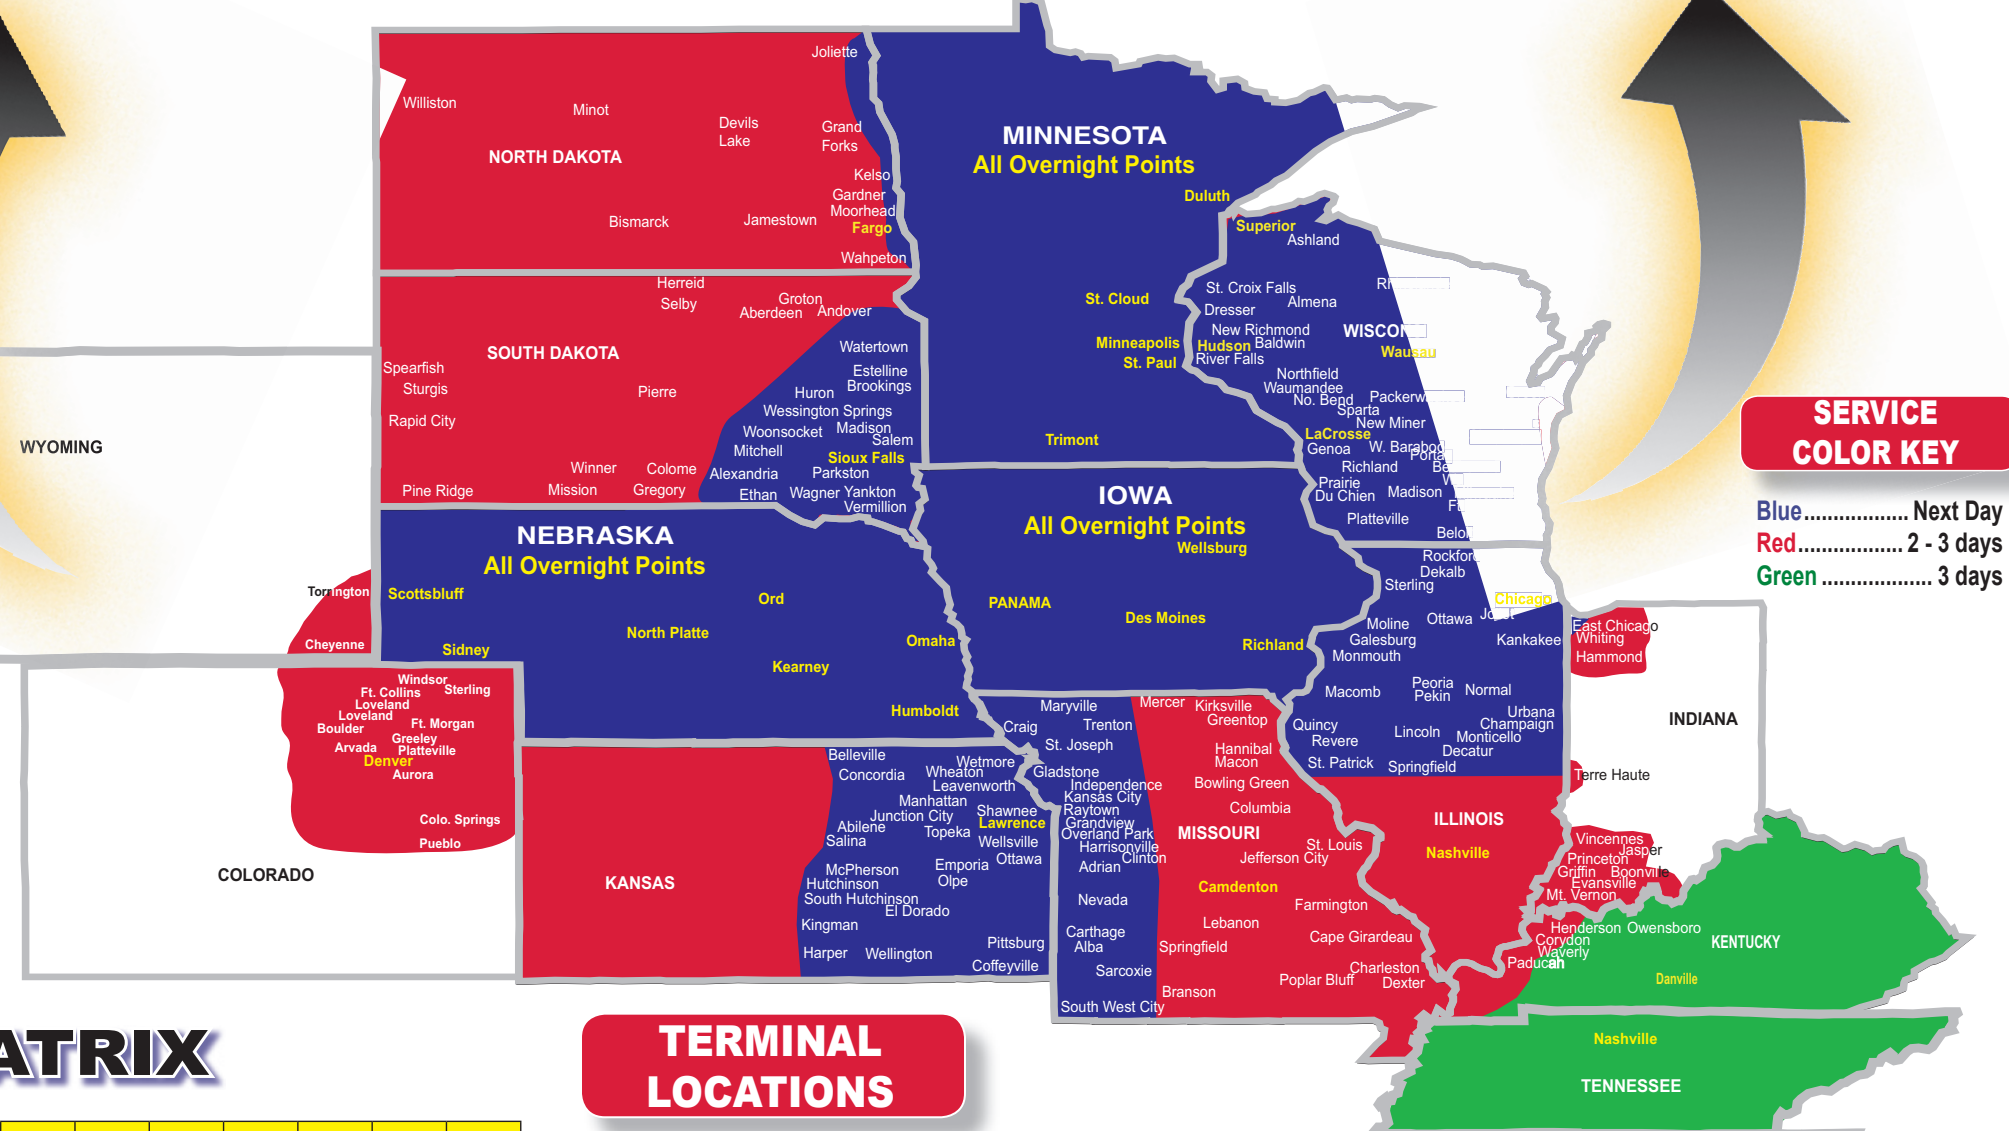 Joliette
Williston
Minot
Devils
Lake
Grand
Forks
NORTH DAKOTA
Kelso
Gardner
Moorhead
Bismarck
Jamestown
Fargo
Wahpeton
MINNESOTA
All Overnight Points
Duluth
St. Cloud
Minneapolis
St. Paul
Trimont
Superior
Ashland
St. Croix Falls
Almena
Dresser
New Richmond
Hudson
Baldwin
River Falls
Wausau
Northfield
Waumandee
No. Bend
Sparta
New Miner
LaCrosse
Genoa
Richland
Prairie
Du Chien
Madison
Platteville
Herreid
Selby
Groton
Aberdeen
Andover
SOUTH DAKOTA
Watertown
Spearfish
Sturgis
Pierre
Rapid City
Estelline
Brookings
Huron
Wessington Springs
Woonsocket
Madison
Salem
Mitchell
Sioux Falls
Winner
Colome
Alexandria
Parkston
Pine Ridge
Mission
Gregory
Ethan
Wagner
Yankton
Vermillion
WYOMING
Torrington
Cheyenne
NEBRASKA
All Overnight Points
Scottsbluff
Ord
North Platte
Sidney
Kearney
Omaha
Humboldt
IOWA
All Overnight Points
Wellsburg
PANAMA
Des Moines
Richland
SERVICE
COLOR KEY
Blue.................. Next Day
Red.................. 2 - 3 days
Green ................... 3 days
Rockford
Dekalb
Sterling
Chicago
Moline
Ottawa
Galesburg
Kankakee
Monmouth
Macomb
Peoria
Pekin
Normal
Urbana
Champaign
Quincy
Revere
Lincoln
Monticello
Decatur
St. Patrick
Springfield
ILLINOIS
Nashville
East Chicago
Whiting
Hammond
INDIANA
Terre Haute
Vincennes
Jasper
Princeton
Griffin
Boonville
Evansville
Mt. Vernon
Windsor
Ft. Collins
Sterling
Loveland
Loveland
Boulder
Ft. Morgan
Greeley
Arvada
Platteville
Denver
Aurora
Colo. Springs
Pueblo
COLORADO
KANSAS
Belleville
Concordia
Wetmore
Wheaton
Leavenworth
Manhattan
Junction City
Shawnee
Abilene
Topeka
Lawrence
Salina
Wellsville
McPherson
Emporia
Ottawa
Hutchinson
Olpe
South Hutchinson
El Dorado
Kingman
Harper
Wellington
Pittsburg
Coffeyville
Maryville
Craig
Trenton
St. Joseph
Gladstone
Independence
Kansas City
Raytown
Grandview
Overland Park
Harrisonville
Clinton
Adrian
Nevada
Carthage
Alba
Sarcoxie
South West City
Mercer
Kirksville
Greentop
Hannibal
Macon
Bowling Green
Columbia
MISSOURI
St. Louis
Jefferson City
Camdenton
Farmington
Lebanon
Springfield
Cape Girardeau
Charleston
Poplar Bluff
Dexter
Branson
Henderson
Owensboro
Corydon
Waverly
Paducah
KENTUCKY
Danville
Nashville
TENNESSEE
ATRIX
TERMINAL
LOCATIONS